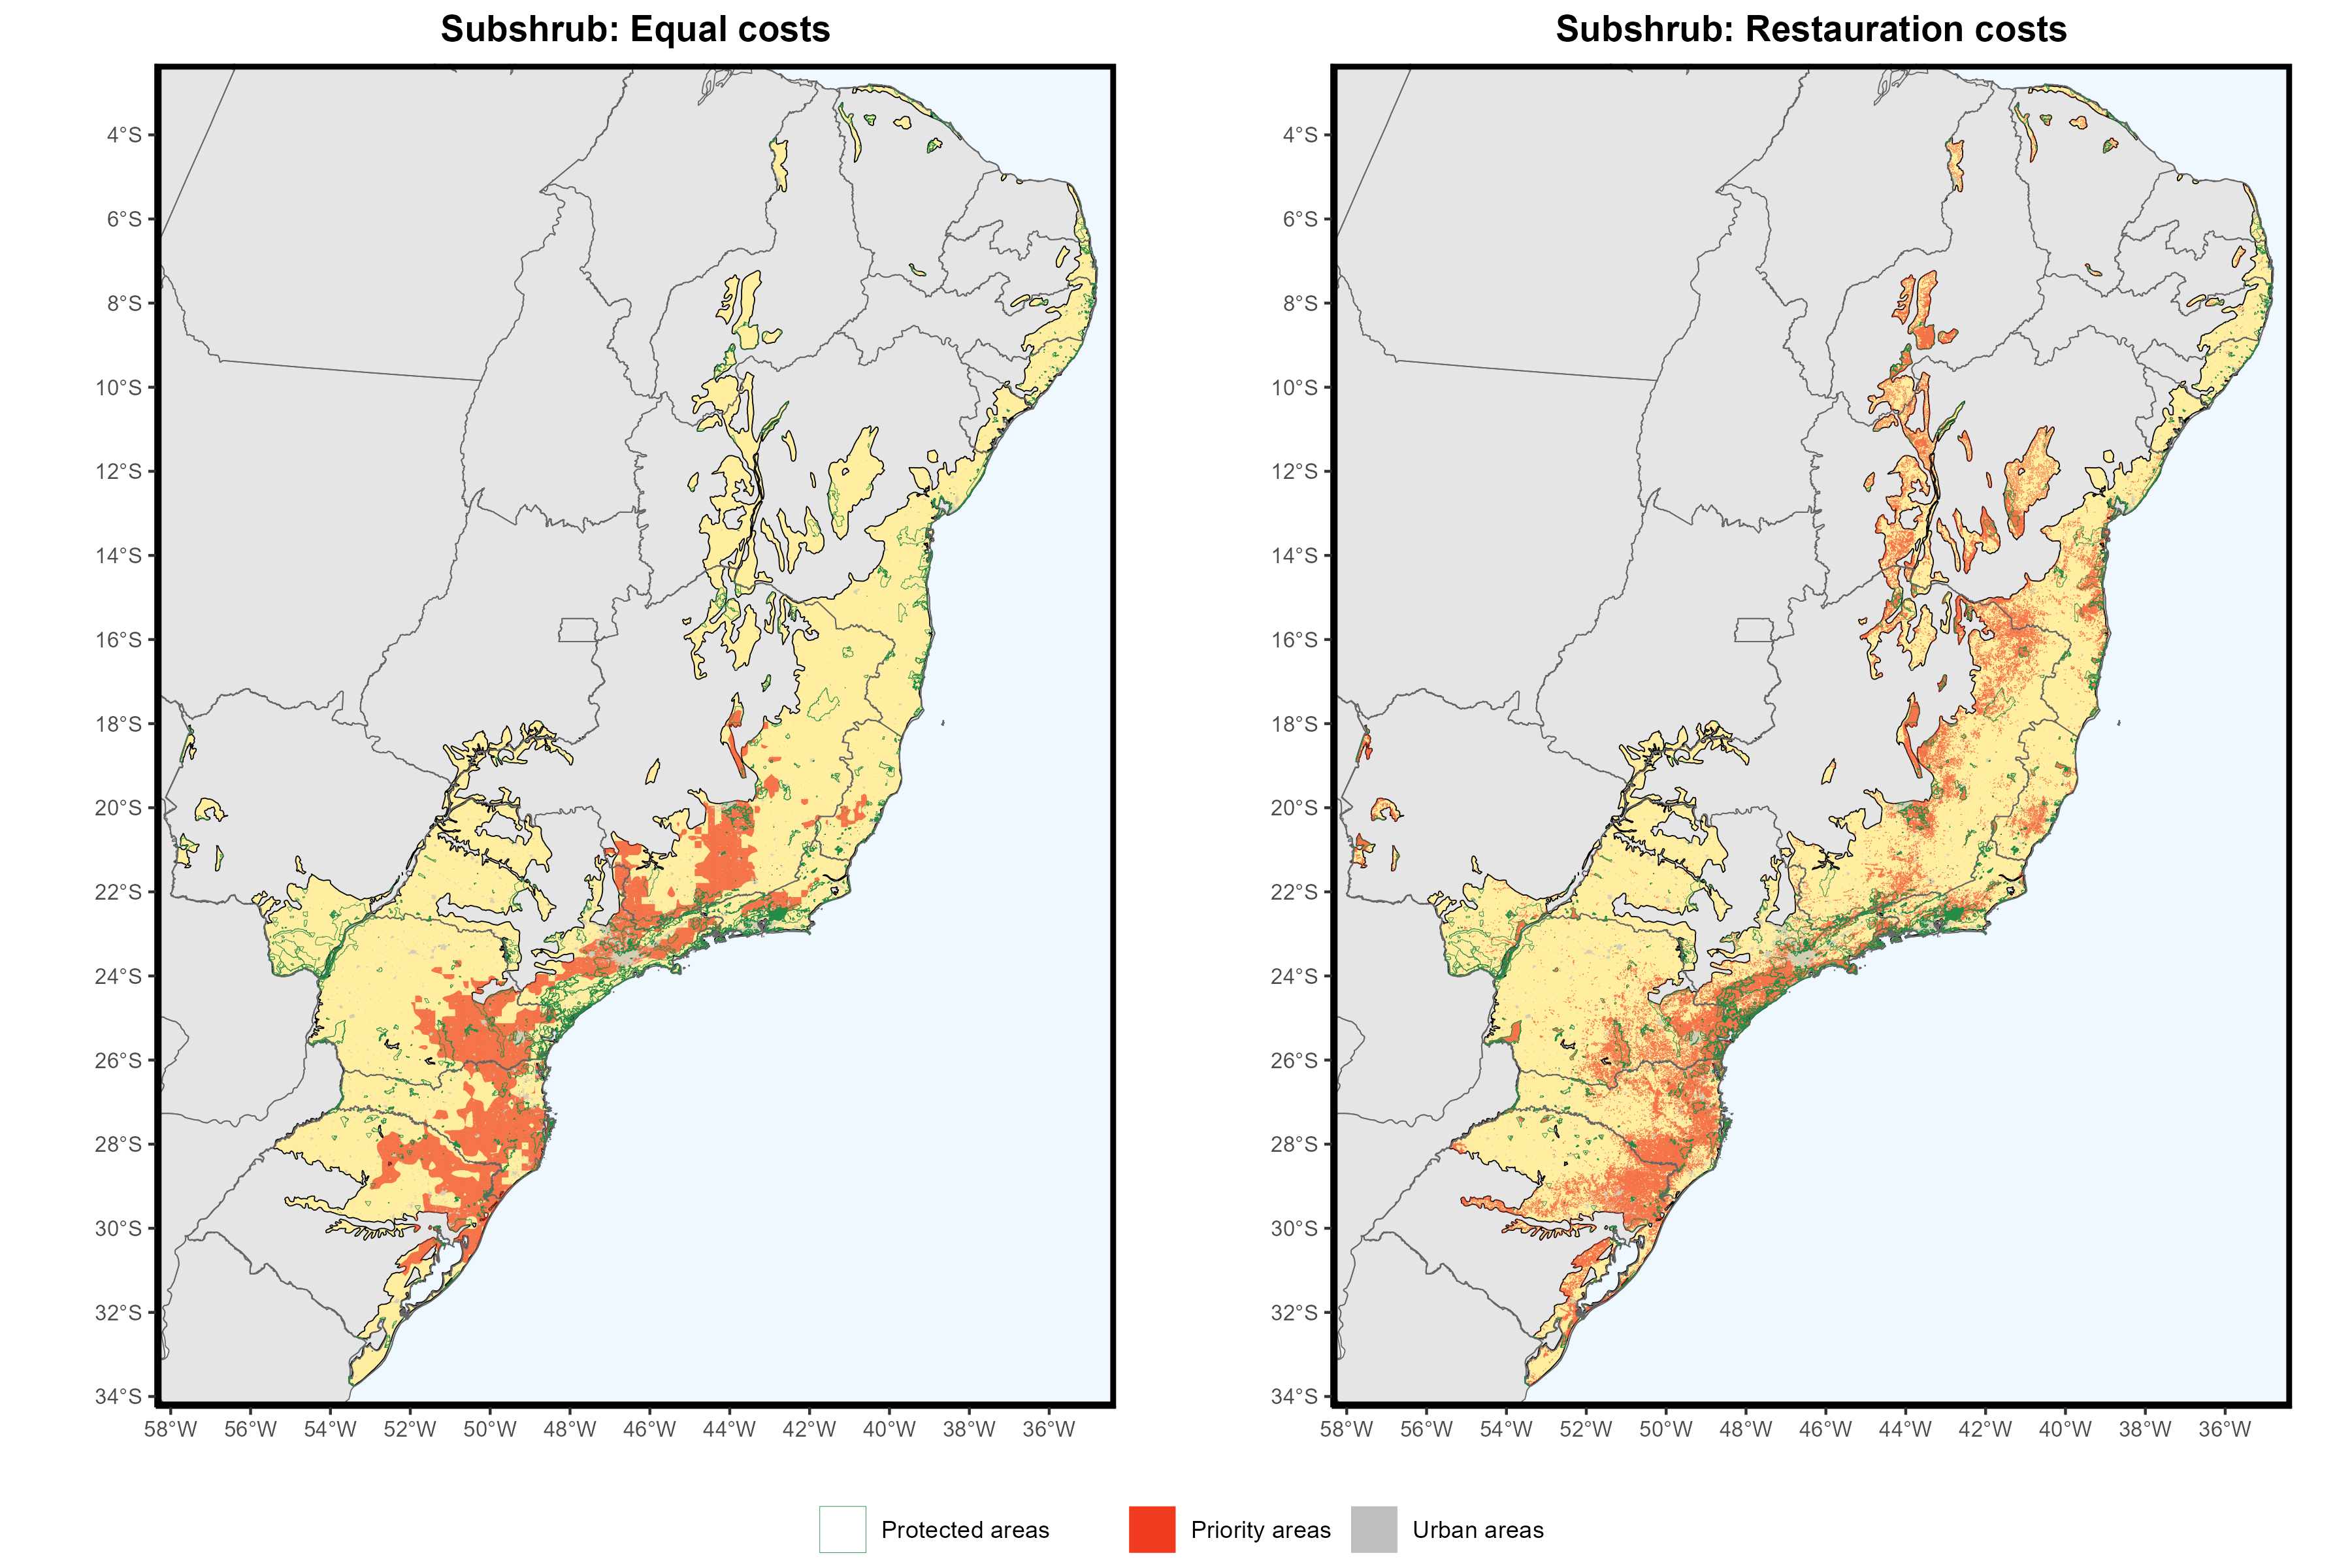 Subshrub: Equal costs
Subshrub: Restauration costs
4°S
6°S
8°S
10°S
12°S
14°S
16°S
18°S
20°S
22°S
24°S
26°S
28°S
30°S
32°S
34°S
58°W 56°W 54°W 52°W 50°W 48°W 46°W 44°W 42°W 40°W 38°W 36°W
4°S
6°S
8°S
10°S
12°S
14°S
16°S
18°S
20°S
22°S
24°S
26°S
28°S
30°S
32°S
34°S
58°W 56°W 54°W 52°W 50°W 48°W 46°W 44°W 42°W 40°W 38°W 36°W
Protected areas Priority areas Urban areas